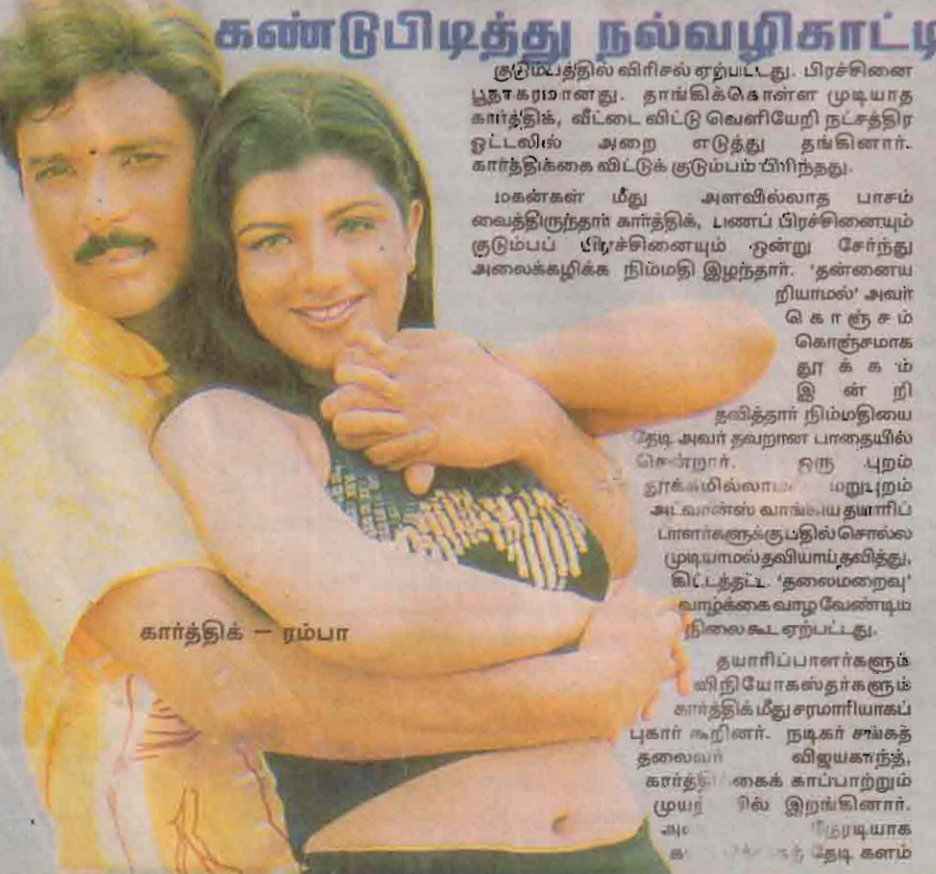 கண்டுபிடித்து நல்வழிகாட்டி
குடும்பத்தில் விரிசல் ஏற்பட்டது. பிரச்சினை
பூதாகரமானது. தாங்கிக்கொள்ள முடியாத
கார்த்திக், வீட்டை விட்டு வெளியேறி நட்சத்திர
ஓட்டலில் அறை எடுத்து தங்கினார்.
கார்த்திக்கை விட்டுக் குடும்பம் பிரிந்தது.
மகன்கள் மீது அளவில்லாத பாசம்
வைத்திருந்தார் கார்த்திக், பணப் பிரச்சினையும்
குடும்பப் பிரச்சினையும் ஒன்று சேர்ந்து
அலைக்கழிக்க நிம்மதி இழந்தார். 'தன்னைய
றியாமல்' அவர்
கொஞ்சம்
கொஞ்சமாக
தூக்கம்
இன்றி
தவித்தார் நிம்மதியை
தேடி அவர் தவறான பாதையில்
சென்றார். ஒரு புறம்
தூக்கமில்லாமல் மறுபுறம்
அட்வான்ஸ் வாங்கிய தயாரிப்
பாளர்களுக்கு பதில் சொல்ல
முடியாமல் தவியாய் தவித்து,
கிட்டத்தட்ட 'தலைமறைவு'
வாழ்க்கை வாழ வேண்டிய
நிலை கூட ஏற்பட்டது.
தயாரிப்பாளர்களும்
விநியோகஸ்தர்களும்
கார்த்திக் மீது சரமாரியாகப்
புகார் கூறினர். நடிகர் சங்கத்
தலைவர் விஜயகாந்த்,
கார்த்திக்கைக் காப்பாற்றும்
இறங்கினார்.
நேரடியாக
தேடி களம்
கார்த்திக் – ரம்பா